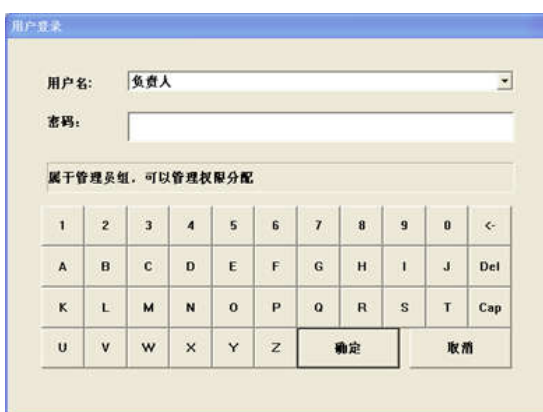 用户登录
用户名: 负责人
密码:
属于管理员组，可以管理权限分配
1 2 3 4 5 6 7 8 9 0 <-
A B C D E F G H I J Del
K L M N O P Q R S T Cap
U V W X Y Z 确定 取消